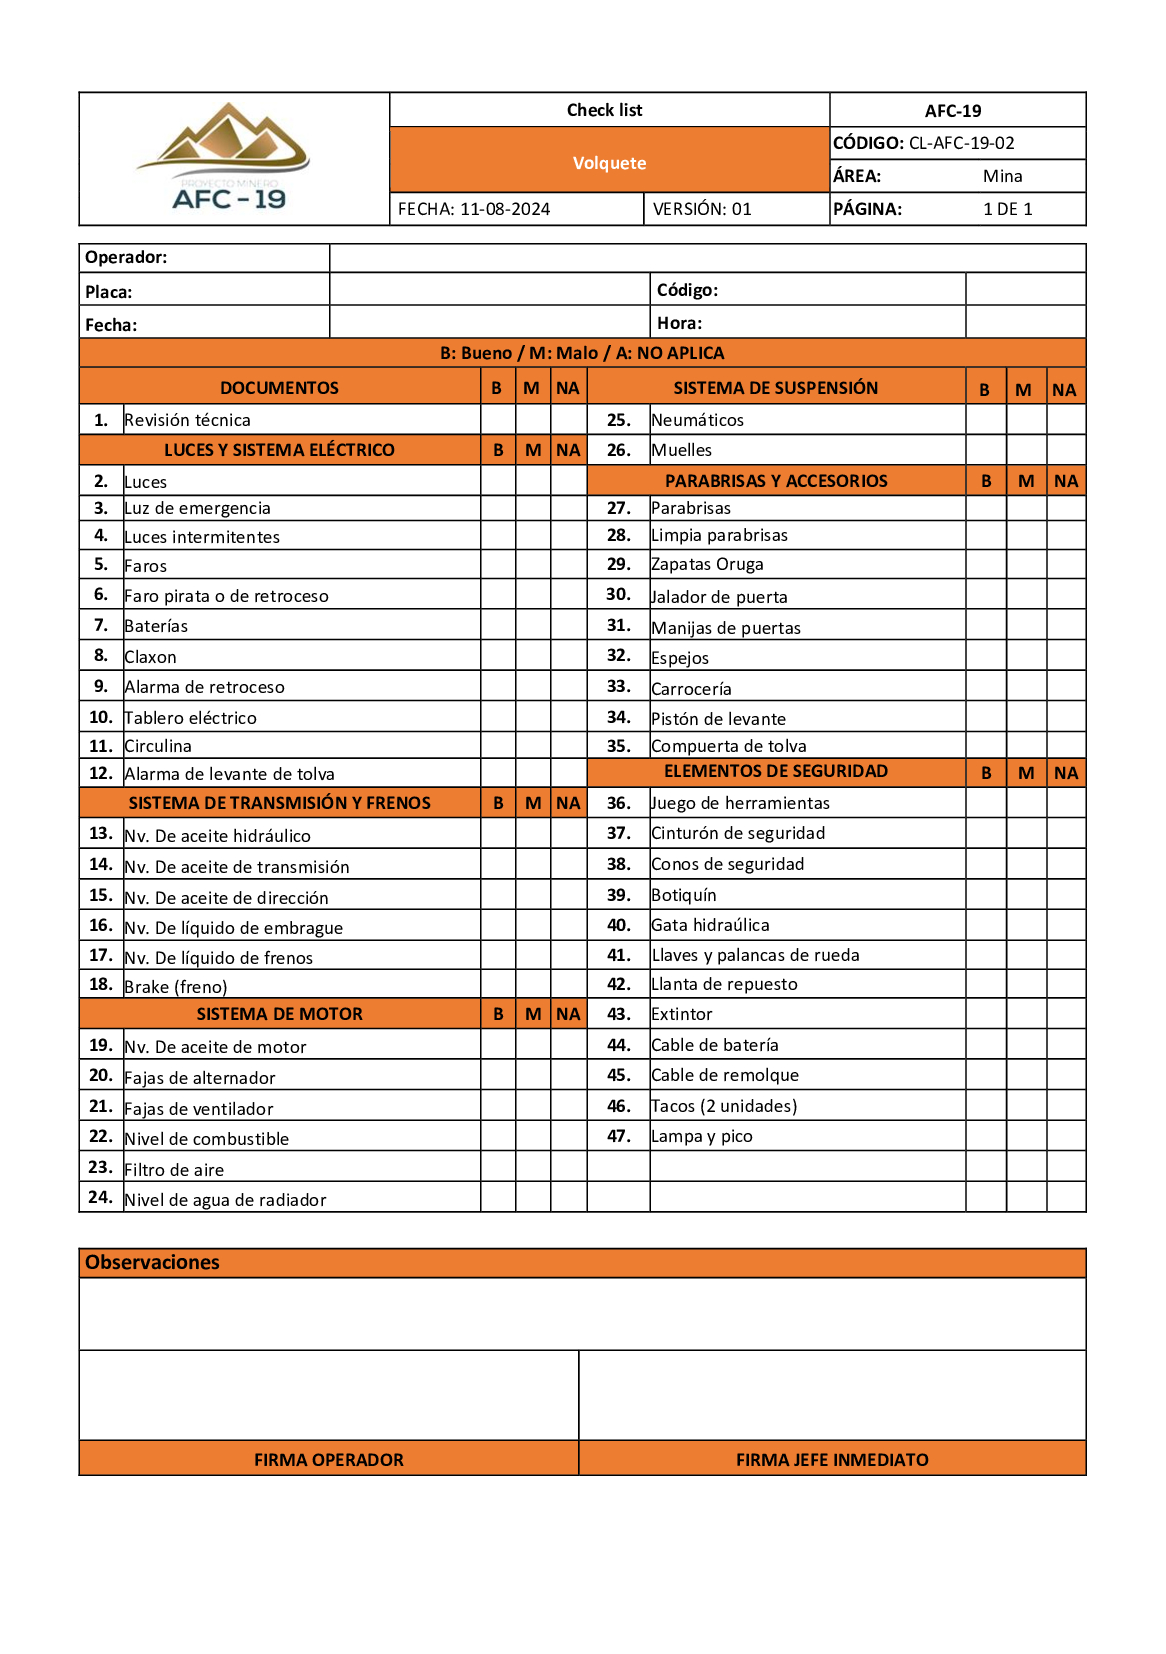 PROYECTO MINERO
AFC - 19
Check list
Volquete
FECHA: 11-08-2024 VERSIÓN: 01
AFC-19
CÓDIGO: CL-AFC-19-02
ÁREA: Mina
PÁGINA: 1 DE 1
Operador:
Placa: Código:
Fecha: Hora:
B: Bueno / M: Malo / A: NO APLICA
DOCUMENTOS B M NA
1. Revisión técnica
LUCES Y SISTEMA ELÉCTRICO B M NA
2. Luces
3. Luz de emergencia
4. Luces intermitentes
5. Faros
6. Faro pirata o de retroceso
7. Baterías
8. Claxon
9. Alarma de retroceso
10. Tablero eléctrico
11. Circulina
12. Alarma de levante de tolva
SISTEMA DE TRANSMISIÓN Y FRENOS B M NA
13. Nv. De aceite hidráulico
14. Nv. De aceite de transmisión
15. Nv. De aceite de dirección
16. Nv. De líquido de embrague
17. Nv. De líquido de frenos
18. Brake (freno)
SISTEMA DE MOTOR B M NA
19. Nv. De aceite de motor
20. Fajas de alternador
21. Fajas de ventilador
22. Nivel de combustible
23. Filtro de aire
24. Nivel de agua de radiador
SISTEMA DE SUSPENSIÓN B M NA
25. Neumáticos
26. Muelles
PARABRISAS Y ACCESORIOS B M NA
27. Parabrisas
28. Limpia parabrisas
29. Zapatas Oruga
30. Jalador de puerta
31. Manijas de puertas
32. Espejos
33. Carrocería
34. Pistón de levante
35. Compuerta de tolva
ELEMENTOS DE SEGURIDAD B M NA
36. Juego de herramientas
37. Cinturón de seguridad
38. Conos de seguridad
39. Botiquín
40. Gata hidraúlica
41. Llaves y palancas de rueda
42. Llanta de repuesto
43. Extintor
44. Cable de batería
45. Cable de remolque
46. Tacos (2 unidades)
47. Lampa y pico
Observaciones
FIRMA OPERADOR FIRMA JEFE INMEDIATO